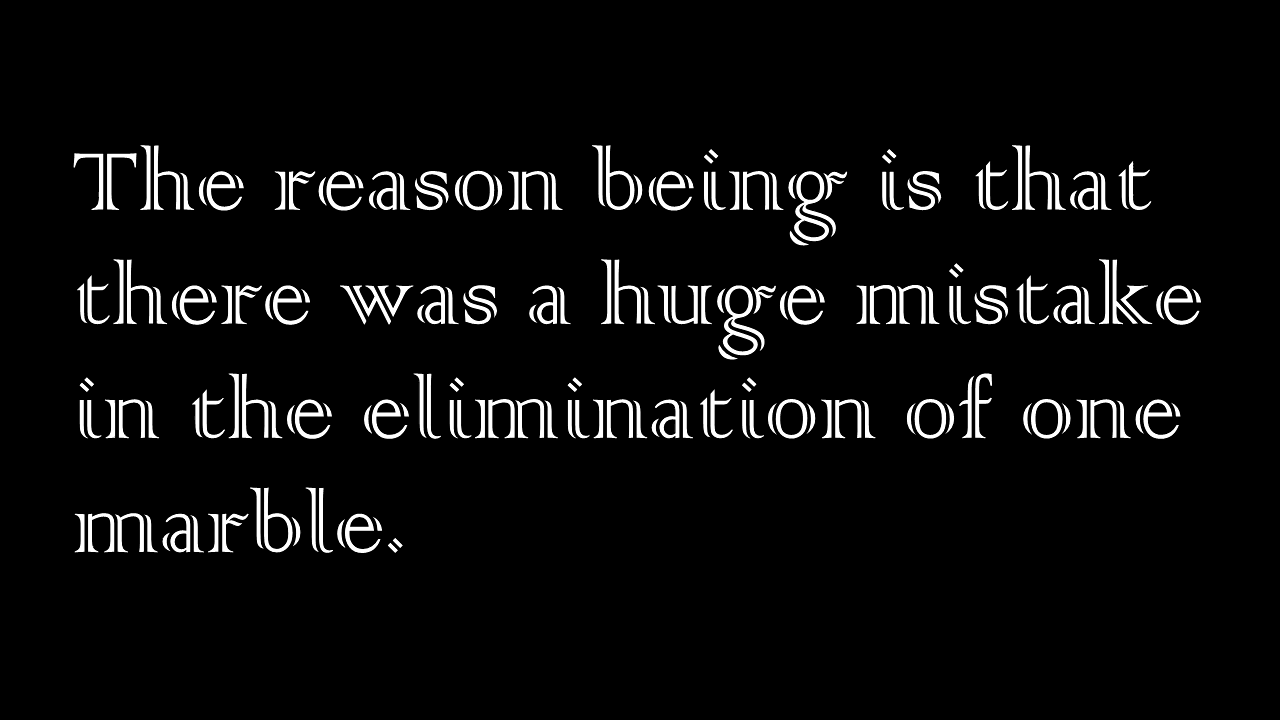 The reason being is that
there was a huge mistake
in the elimination of one
marble.